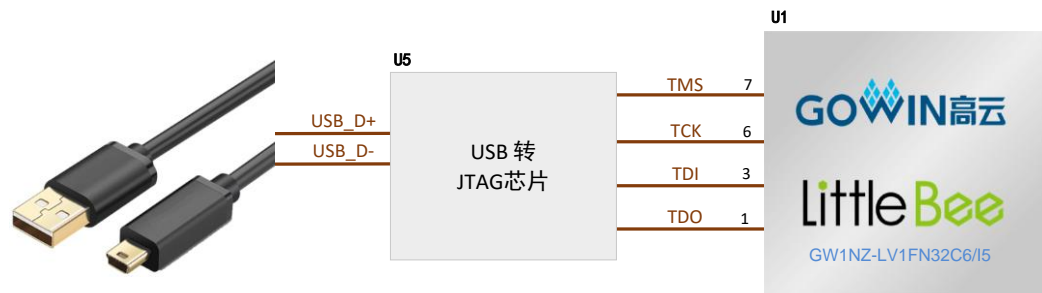 U1
U5
TMS 7
USB_D+
TCK 6
USB_D-
USB 转
JTAG芯片
TDI 3
TDO 1
GOWIN高云
LittleBee
GW1NZ-LV1FN32C6/I5